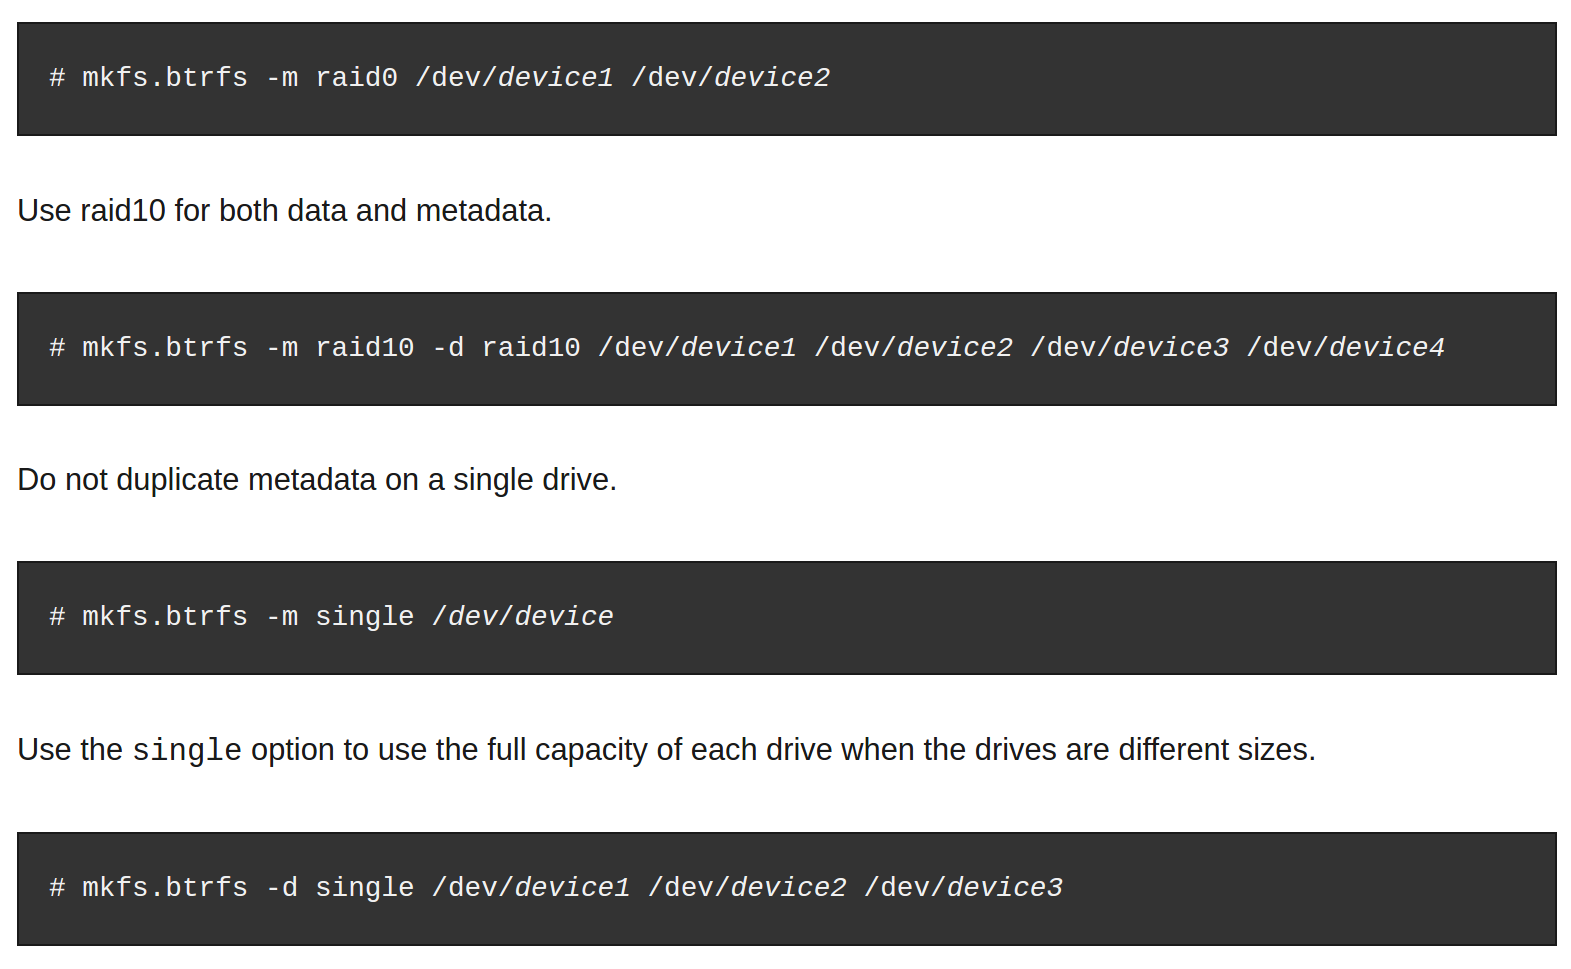 # mkfs.btrfs -m raid0 /dev/device1 /dev/device2
Use raid10 for both data and metadata.
# mkfs.btrfs -m raid10 -d raid10 /dev/device1 /dev/device2 /dev/device3 /dev/device4
Do not duplicate metadata on a single drive.
# mkfs.btrfs -m single /dev/device
Use the single option to use the full capacity of each drive when the drives are different sizes.
# mkfs.btrfs -d single /dev/device1 /dev/device2 /dev/device3